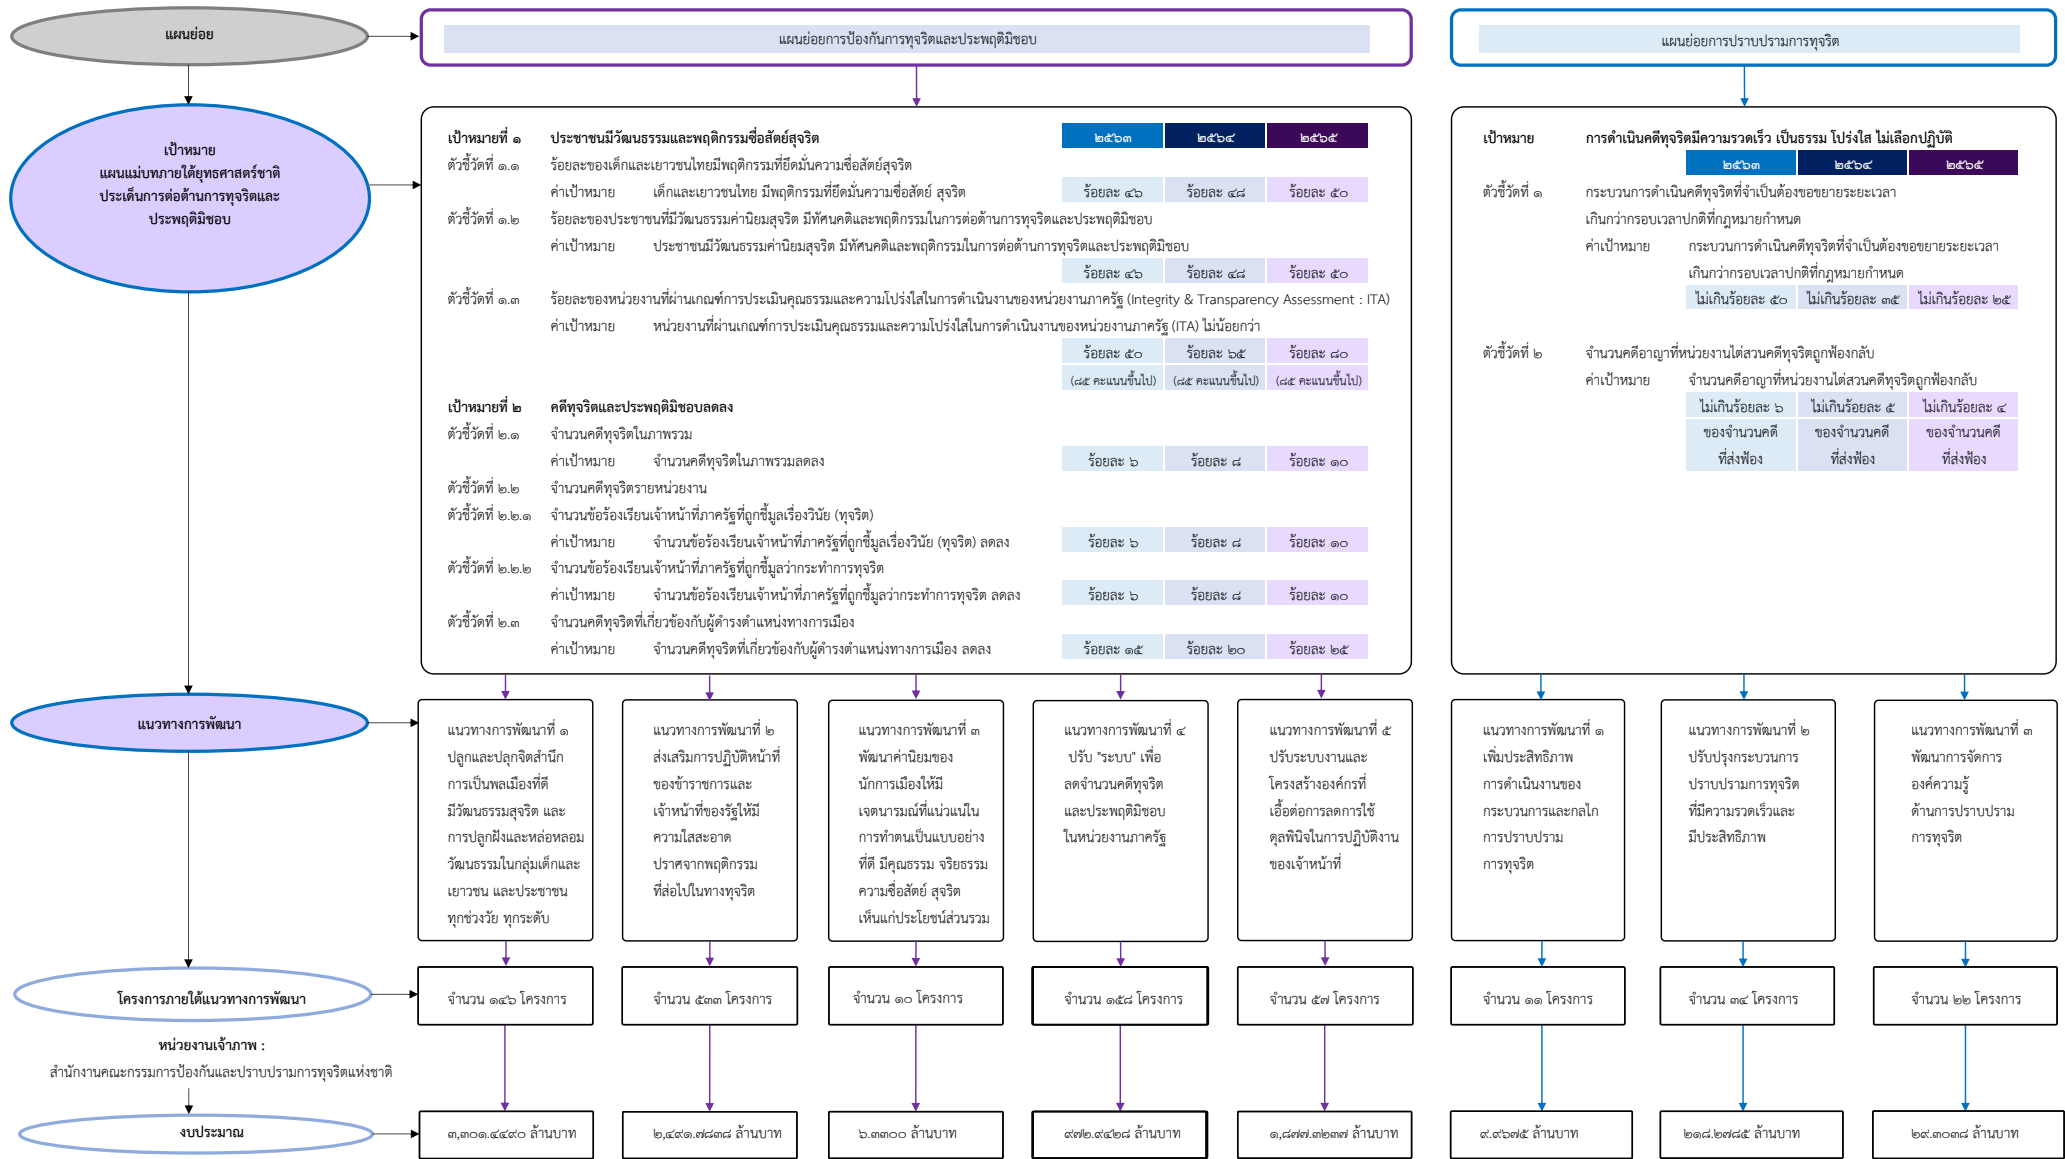 แผนย่อย
แผนย่อยการป้องกันการทุจริตและประพฤติมิชอบ
แผนย่อยการปราบปรามการทุจริต
เป้าหมาย
แผนแม่บทภายใต้ยุทธศาสตร์ชาติ
ประเด็นการต่อต้านการทุจริตและ
ประพฤติมิชอบ
เป้าหมายที่ ๑ ประชาชนมีวัฒนธรรมและพฤติกรรมซื่อสัตย์สุจริต ๒๕๖๓ ๒๕๖๔ ๒๕๖๕
ตัวชี้วัดที่ ๑.๑ ร้อยละของเด็กและเยาวชนไทยมีพฤติกรรมที่ยึดมั่นความซื่อสัตย์สุจริต
ค่าเป้าหมาย เด็กและเยาวชนไทย มีพฤติกรรมที่ยึดมั่นความซื่อสัตย์ สุจริต ร้อยละ ๔๖ ร้อยละ ๔๘ ร้อยละ ๕๐
ตัวชี้วัดที่ ๑.๒ ร้อยละของประชาชนที่มีวัฒนธรรมค่านิยมสุจริต มีทัศนคติและพฤติกรรมในการต่อต้านการทุจริตและประพฤติมิชอบ
ค่าเป้าหมาย ประชาชนมีวัฒนธรรมค่านิยมสุจริต มีทัศนคติและพฤติกรรมในการต่อต้านการทุจริตและประพฤติมิชอบ
ร้อยละ ๔๖ ร้อยละ ๔๘ ร้อยละ ๕๐
ตัวชี้วัดที่ ๑.๓ ร้อยละของหน่วยงานที่ผ่านเกณฑ์การประเมินคุณธรรมและความโปร่งใสในการดำเนินงานของหน่วยงานภาครัฐ (Integrity & Transparency Assessment : ITA)
ค่าเป้าหมาย หน่วยงานที่ผ่านเกณฑ์การประเมินคุณธรรมและความโปร่งใสในการดำเนินงานของหน่วยงานภาครัฐ (ITA) ไม่น้อยกว่า
ร้อยละ ๕๐ ร้อยละ ๖๕ ร้อยละ ๘๐
(๘๕ คะแนนขึ้นไป) (๘๕ คะแนนขึ้นไป) (๘๕ คะแนนขึ้นไป)
เป้าหมายที่ ๒ คดีทุจริตและประพฤติมิชอบลดลง
ตัวชี้วัดที่ ๒.๑ จำนวนคดีทุจริตในภาพรวม
ค่าเป้าหมาย จำนวนคดีทุจริตในภาพรวมลดลง ร้อยละ ๖ ร้อยละ ๘ ร้อยละ ๑๐
ตัวชี้วัดที่ ๒.๒ จำนวนคดีทุจริตรายหน่วยงาน
ตัวชี้วัดที่ ๒.๒.๑ จำนวนข้อร้องเรียนเจ้าหน้าที่ภาครัฐที่ถูกชี้มูลเรื่องวินัย (ทุจริต)
ค่าเป้าหมาย จำนวนข้อร้องเรียนเจ้าหน้าที่ภาครัฐที่ถูกชี้มูลเรื่องวินัย (ทุจริต) ลดลง ร้อยละ ๖ ร้อยละ ๘ ร้อยละ ๑๐
ตัวชี้วัดที่ ๒.๒.๒ จำนวนข้อร้องเรียนเจ้าหน้าที่ภาครัฐที่ถูกชี้มูลว่ากระทำการทุจริต
ค่าเป้าหมาย จำนวนข้อร้องเรียนเจ้าหน้าที่ภาครัฐที่ถูกชี้มูลว่ากระทำการทุจริต ลดลง ร้อยละ ๖ ร้อยละ ๘ ร้อยละ ๑๐
ตัวชี้วัดที่ ๒.๓ จำนวนคดีทุจริตที่เกี่ยวข้องกับผู้ดำรงตำแหน่งทางการเมือง
ค่าเป้าหมาย จำนวนคดีทุจริตที่เกี่ยวข้องกับผู้ดำรงตำแหน่งทางการเมือง ลดลง ร้อยละ ๑๕ ร้อยละ ๒๐ ร้อยละ ๒๕
เป้าหมาย การดำเนินคดีทุจริตมีความรวดเร็ว เป็นธรรม โปร่งใส ไม่เลือกปฏิบัติ
๒๕๖๓ ๒๕๖๔ ๒๕๖๕
ตัวชี้วัดที่ ๑ กระบวนการดำเนินคดีทุจริตที่จำเป็นต้องขอขยายระยะเวลา
เกินกว่ากรอบเวลาปกติที่กฎหมายกำหนด
ค่าเป้าหมาย กระบวนการดำเนินคดีทุจริตที่จำเป็นต้องขอขยายระยะเวลา
เกินกว่ากรอบเวลาปกติที่กฎหมายกำหนด
ไม่เกินร้อยละ ๕๐ ไม่เกินร้อยละ ๓๕ ไม่เกินร้อยละ ๒๕
ตัวชี้วัดที่ ๒ จำนวนคดีอาญาที่หน่วยงานไต่สวนคดีทุจริตถูกฟ้องกลับ
ค่าเป้าหมาย จำนวนคดีอาญาที่หน่วยงานไต่สวนคดีทุจริตถูกฟ้องกลับ
ไม่เกินร้อยละ ๖ ไม่เกินร้อยละ ๕ ไม่เกินร้อยละ ๔
ของจำนวนคดี ของจำนวนคดี ของจำนวนคดี
ที่ส่งฟ้อง ที่ส่งฟ้อง ที่ส่งฟ้อง
แนวทางการพัฒนา
แนวทางการพัฒนาที่ ๑
ปลูกและปลุกจิตสำนึก
การเป็นพลเมืองที่ดี
มีวัฒนธรรมสุจริต และ
การปลูกฝังและหล่อหลอม
วัฒนธรรมในกลุ่มเด็กและ
เยาวชน และประชาชน
ทุกช่วงวัย ทุกระดับ
แนวทางการพัฒนาที่ ๒
ส่งเสริมการปฏิบัติหน้าที่
ของข้าราชการและ
เจ้าหน้าที่ของรัฐให้มี
ความใสสะอาด
ปราศจากพฤติกรรม
ที่ส่อไปในทางทุจริต
แนวทางการพัฒนาที่ ๓
พัฒนาค่านิยมของ
นักการเมืองให้มี
เจตนารมณ์ที่แน่วแน่ใน
การทำตนเป็นแบบอย่าง
ที่ดี มีคุณธรรม จริยธรรม
ความซื่อสัตย์ สุจริต
เห็นแก่ประโยชน์ส่วนรวม
แนวทางการพัฒนาที่ ๔
ปรับ "ระบบ" เพื่อ
ลดจำนวนคดีทุจริต
และประพฤติมิชอบ
ในหน่วยงานภาครัฐ
แนวทางการพัฒนาที่ ๕
ปรับระบบงานและ
โครงสร้างองค์กรที่
เอื้อต่อการลดการใช้
ดุลพินิจในการปฏิบัติงาน
ของเจ้าหน้าที่
แนวทางการพัฒนาที่ ๑
เพิ่มประสิทธิภาพ
การดำเนินงานของ
กระบวนการและกลไก
การปราบปราม
การทุจริต
แนวทางการพัฒนาที่ ๒
ปรับปรุงกระบวนการ
ปราบปรามการทุจริต
ที่มีความรวดเร็วและ
มีประสิทธิภาพ
แนวทางการพัฒนาที่ ๓
พัฒนาการจัดการ
องค์ความรู้
ด้านการปราบปราม
การทุจริต
โครงการภายใต้แนวทางการพัฒนา
จำนวน ๑๔๖ โครงการ
จำนวน ๕๓๓ โครงการ
จำนวน ๑๐ โครงการ
จำนวน ๑๕๘ โครงการ
จำนวน ๕๗ โครงการ
จำนวน ๑๑ โครงการ
จำนวน ๓๔ โครงการ
จำนวน ๒๒ โครงการ
หน่วยงานเจ้าภาพ :
สำนักงานคณะกรรมการป้องกันและปราบปรามการทุจริตแห่งชาติ
งบประมาณ
๓,๓๐๑.๔๔๙๐ ล้านบาท
๒,๔๙๑.๗๘๓๘ ล้านบาท
๖.๓๓๐๐ ล้านบาท
๙๗๒.๙๔๒๘ ล้านบาท
๑,๘๗๗.๓๒๓๗ ล้านบาท
๙.๙๖๗๕ ล้านบาท
๒๑๘.๒๗๘๕ ล้านบาท
๒๙.๓๐๓๘ ล้านบาท